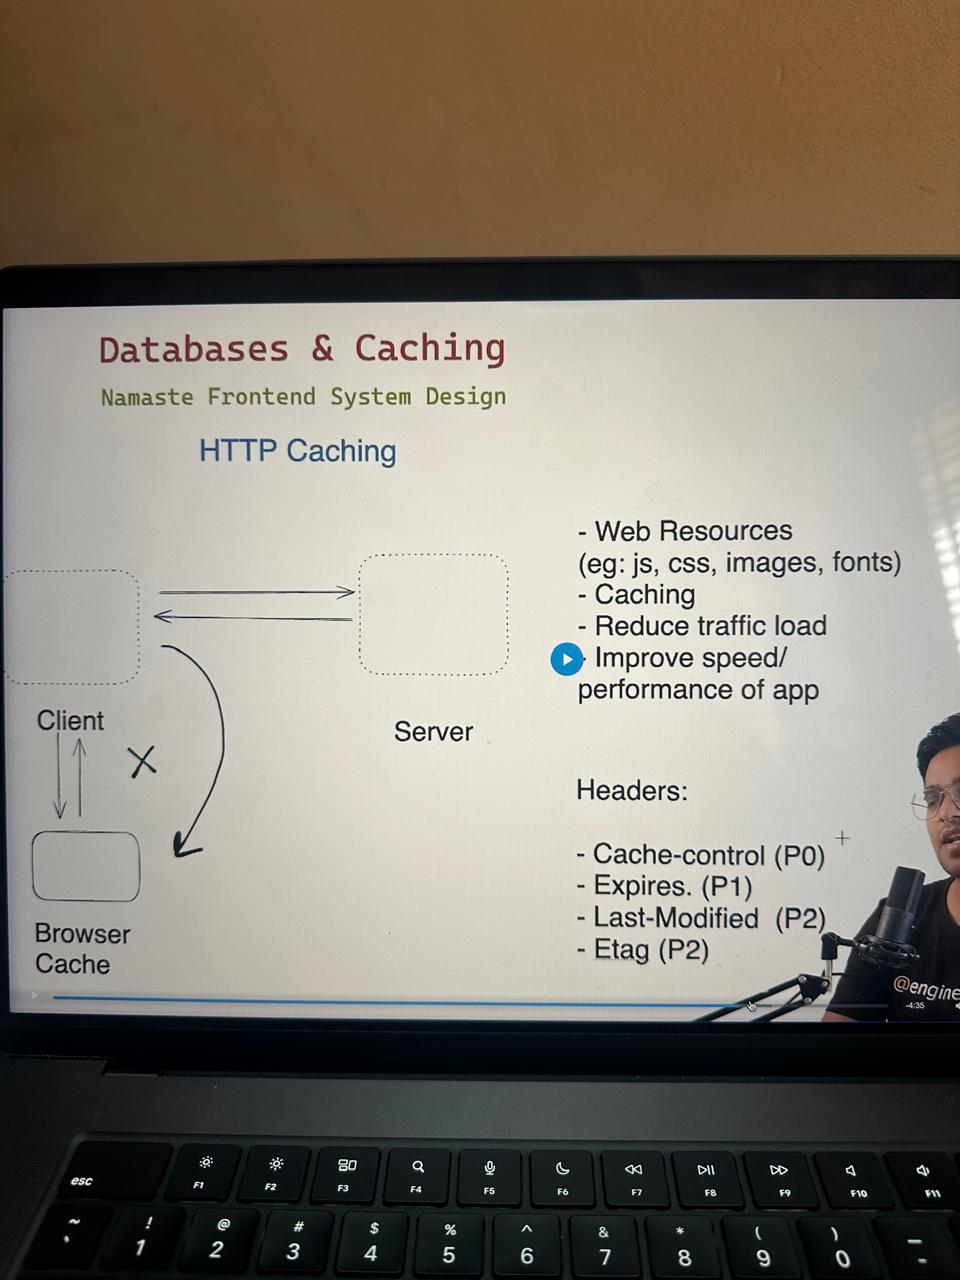 Databases & Caching
Namaste Frontend System Design
HTTP Caching
- Web Resources
(eg: js, css, images, fonts)
- Caching
- Reduce traffic load
- Improve speed/
performance of app
Client
Server
X
Browser
Cache
Headers:
- Cache-control (P0)
- Expires. (P1)
- Last-Modified (P2)
- Etag (P2)
@engine
-4:35
esc
F1
F2
F3
F4
F5
F6
F7
F8
F9
F10
F11
~ ! @ # $ % ^ & * ( ) _
` 1 2 3 4 5 6 7 8 9 0 -